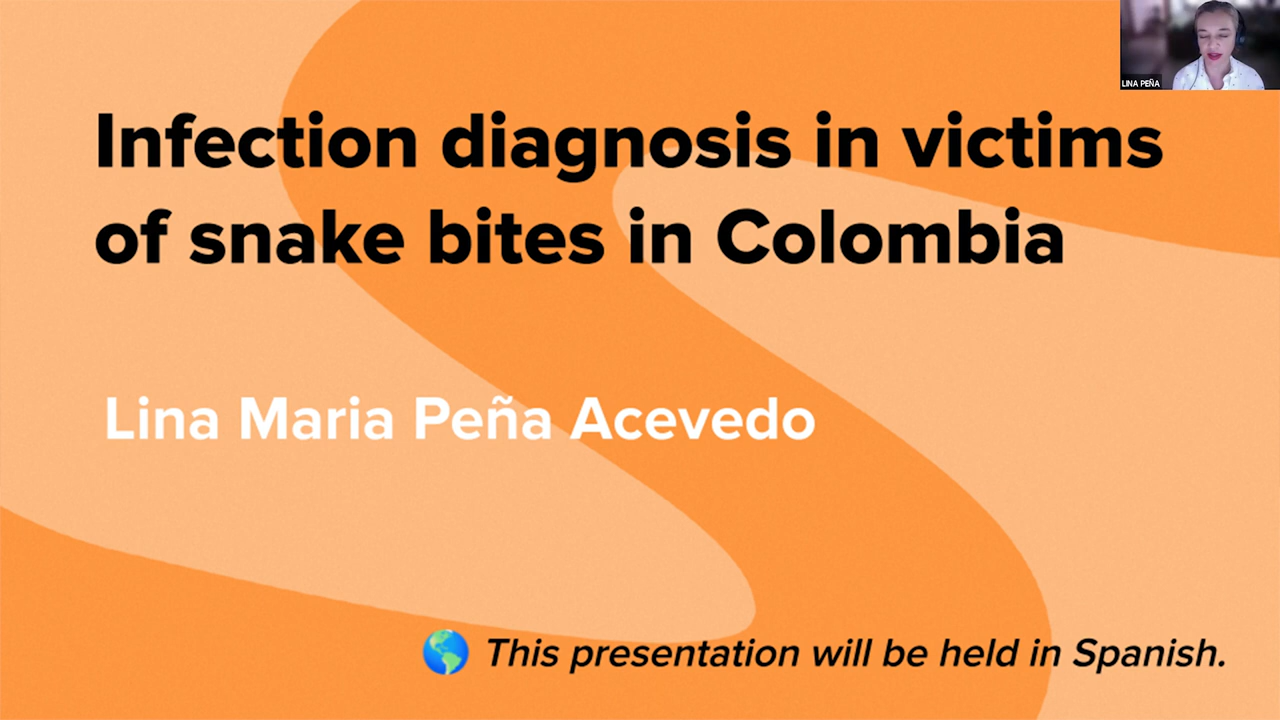 LINA PEÑA
Infection diagnosis in victims
of snake bites in Colombia
Lina Maria Peña Acevedo
This presentation will be held in Spanish.